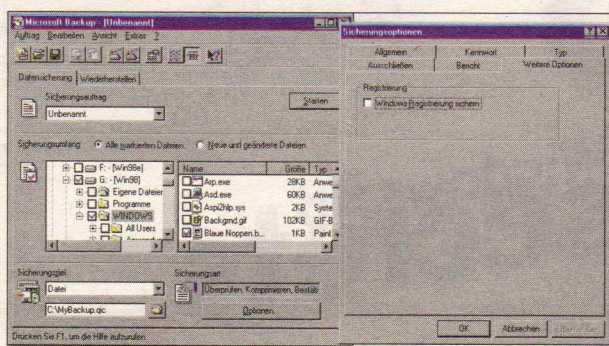 Microsoft Backup - [Unbenannt]
Auftrag Bearbeiten Ansicht Extras ?
Datensicherung Wiederherstellen
Sicherungsauftrag
Unbenannt
Starten
Sicherungsumfang Alle markierten Dateien Neue und geänderte Dateien
F: - [Win98e]
G: - [Win98]
Eigene Dateien
Programme
WINDOWS
All Users
Name Größe Typ
Arp.exe 28KB Anwe
Asd.exe 60KB Anwe
Aspi2hlp.sys 2KB Syste
Backgrnd.gif 102KB GIF-B
Blaue Noppen.b... 1KB Paint
Sicherungsziel
Datei
C:\MyBackup.qic
Sicherungsart
Überprüfen, Komprimieren, Bestäti
Optionen
Drücken Sie F1, um die Hilfe aufzurufen
Sicherungsoptionen
Allgemein Kennwort Typ
Ausschließen Bericht Weitere Optionen
Registrierung
Windows-Registrierung sichern
OK Abbrechen